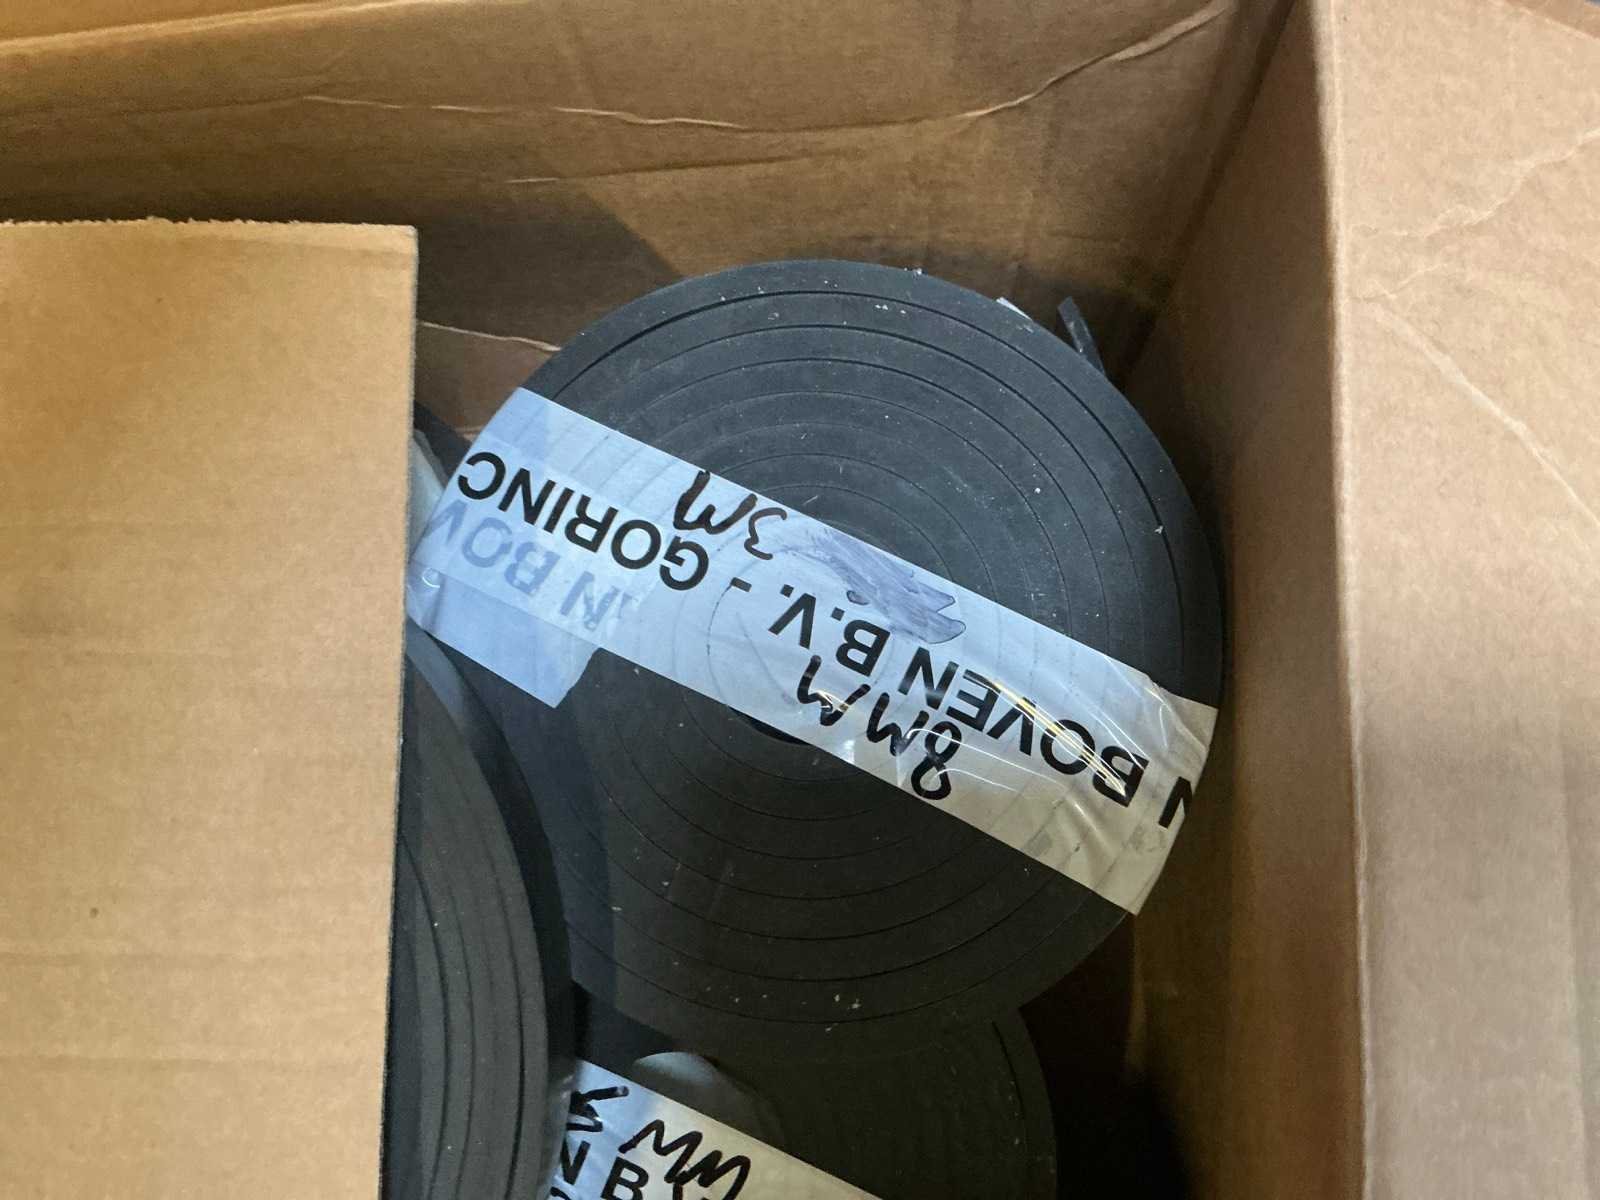 8MM
N BOVEN B.V. - GORINC
3M
N BOV
N B
MM